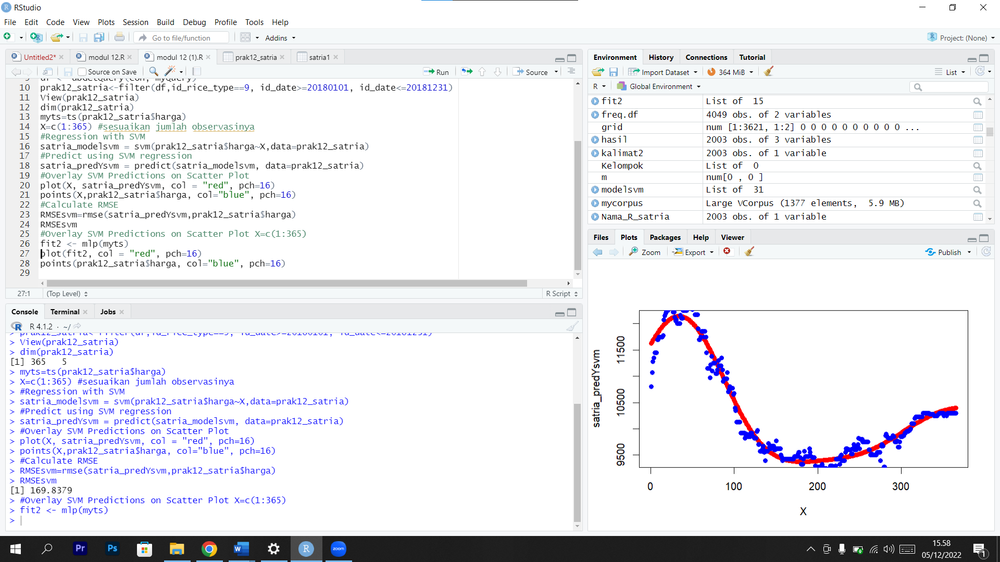 RStudio
File Edit Code View Plots Session Build Debug Profile Tools Help
Go to file/function Addins Project: (None)
Untitled2* modul 12.R modul 12 (1).R prak12_satria satria1
Source on Save Run Source
10 prak12_satria<-filter(df,id_rice_type==9, id_date>=20180101, id_date<=20181231)
11 View(prak12_satria)
12 dim(prak12_satria)
13 myts=ts(prak12_satria$harga)
14 X=c(1:365) #sesuaikan jumlah observasinya
15 #Regression with SVM
16 satria_modelsvm = svm(prak12_satria$harga~X,data=prak12_satria)
17 #Predict using SVM regression
18 satria_predYsvm = predict(satria_modelsvm, data=prak12_satria)
19 #Overlay SVM Predictions on Scatter Plot
20 plot(X, satria_predYsvm, col = "red", pch=16)
21 points(X,prak12_satria$harga, col="blue", pch=16)
22 #Calculate RMSE
23 RMSEsvm=rmse(satria_predYsvm,prak12_satria$harga)
24 RMSEsvm
25 #Overlay SVM Predictions on Scatter Plot X=c(1:365)
26 fit2 <- mlp(myts)
27 plot(fit2, col = "red", pch=16)
28 points(prak12_satria$harga, col="blue", pch=16)
29
27:1 (Top Level) R Script
Console Terminal Jobs
R 4.1.2 · ~/
> prak12_satria<-filter(df,id_rice_type==9, id_date>=20180101, id_date<=20181231)
> View(prak12_satria)
> dim(prak12_satria)
[1] 365 5
> myts=ts(prak12_satria$harga)
> X=c(1:365) #sesuaikan jumlah observasinya
> #Regression with SVM
> satria_modelsvm = svm(prak12_satria$harga~X,data=prak12_satria)
> #Predict using SVM regression
> satria_predYsvm = predict(satria_modelsvm, data=prak12_satria)
> #Overlay SVM Predictions on Scatter Plot
> plot(X, satria_predYsvm, col = "red", pch=16)
> points(X,prak12_satria$harga, col="blue", pch=16)
> #Calculate RMSE
> RMSEsvm=rmse(satria_predYsvm,prak12_satria$harga)
> RMSEsvm
[1] 169.8379
> #Overlay SVM Predictions on Scatter Plot X=c(1:365)
> fit2 <- mlp(myts)
>
Environment History Connections Tutorial
Import Dataset 364 MiB List
R Global Environment
fit2 List of 15
freq.df 4049 obs. of 2 variables
grid num [1:3621, 1:2] 0 0 0 0 0 0 0 0 0 0 ...
hasil 2003 obs. of 3 variables
kalimat2 2003 obs. of 1 variable
Kelompok List of 0
m num[0 , 0 ]
modelsvm List of 31
mycorpus Large VCorpus (1377 elements, 5.9 MB)
Nama_R_satria 2003 obs. of 1 variable
Files Plots Packages Help Viewer
Zoom Export Publish
satria_predYsvm
9500 10500 11500
0 100 200 300
X
Pr Ps W R zoom
15.58
05/12/2022
1